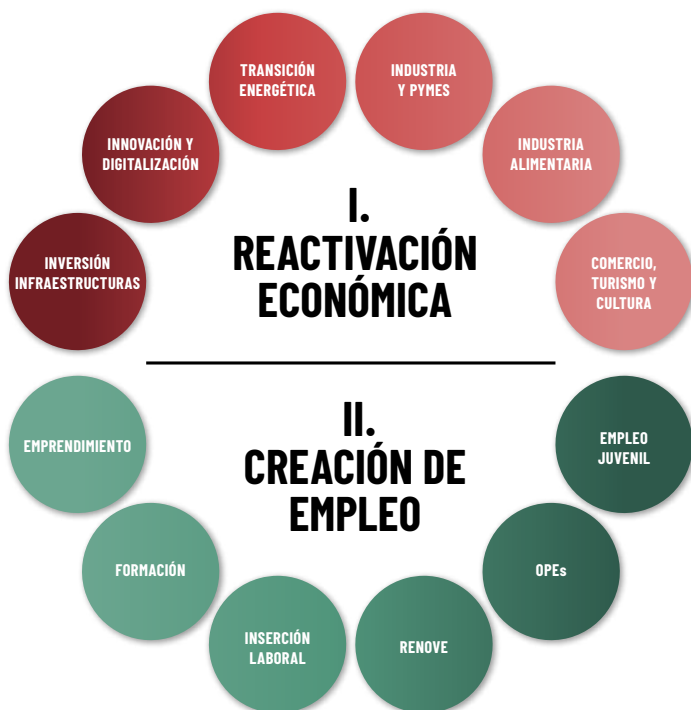 TRANSICIÓN
ENERGÉTICA
INDUSTRIA
Y PYMES
INNOVACIÓN Y
DIGITALIZACIÓN
INDUSTRIA
ALIMENTARIA
INVERSIÓN
INFRAESTRUCTURAS
I.
REACTIVACIÓN
ECONÓMICA
COMERCIO,
TURISMO Y
CULTURA
II.
CREACIÓN DE
EMPLEO
EMPRENDIMIENTO
EMPLEO
JUVENIL
FORMACIÓN
OPEs
INSERCIÓN
LABORAL
RENOVE